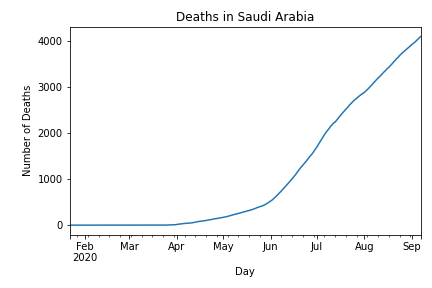 Deaths in Saudi Arabia
Number of Deaths
4000
3000
2000
1000
0
Feb Mar Apr May Jun Jul Aug Sep
2020
Day